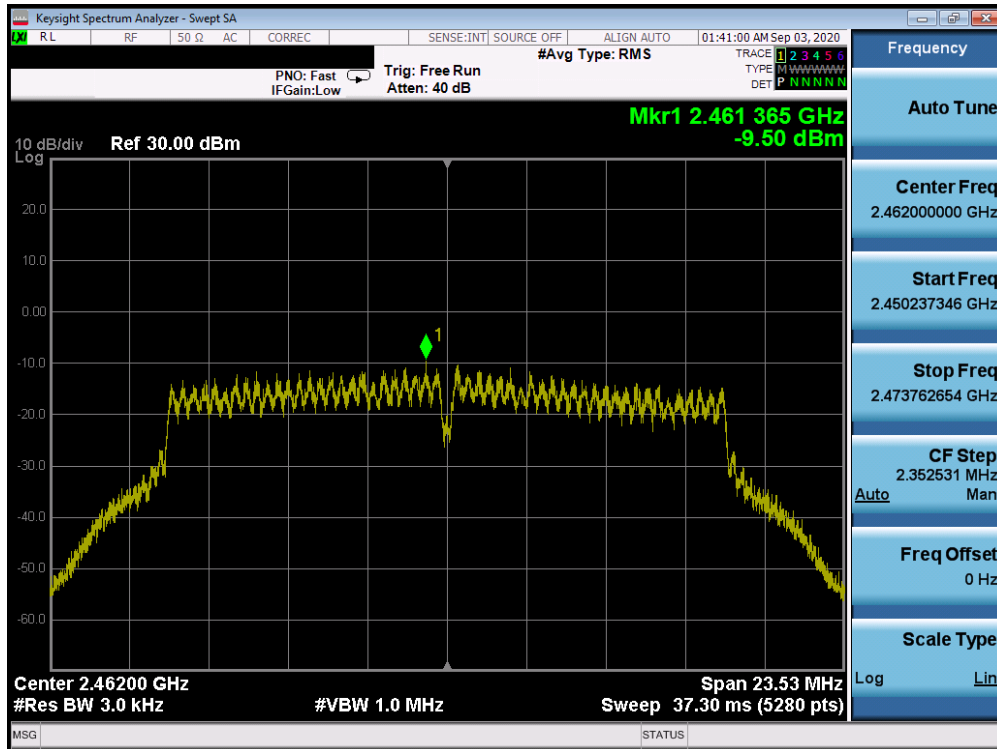 Keysight Spectrum Analyzer - Swept SA
LXI RL RF 50 Ω AC CORREC SENSE:INT SOURCE OFF ALIGN AUTO 01:41:00 AM Sep 03, 2020
#Avg Type: RMS
TRACE 1 2 3 4 5 6
PNO: Fast
Trig: Free Run
TYPE M W W W W W
IFGain:Low
Atten: 40 dB
DET P N N N N N
Mkr1 2.461 365 GHz
-9.50 dBm
10 dB/div
Ref 30.00 dBm
Log
20.0
10.0
0.00
-10.0
-20.0
-30.0
-40.0
-50.0
-60.0
1
Center 2.46200 GHz
Span 23.53 MHz
#Res BW 3.0 kHz
#VBW 1.0 MHz
Sweep 37.30 ms (5280 pts)
MSG
STATUS
Frequency
Auto Tune
Center Freq
2.462000000 GHz
Start Freq
2.450237346 GHz
Stop Freq
2.473762654 GHz
CF Step
2.352531 MHz
Auto Man
Freq Offset
0 Hz
Scale Type
Log Lin